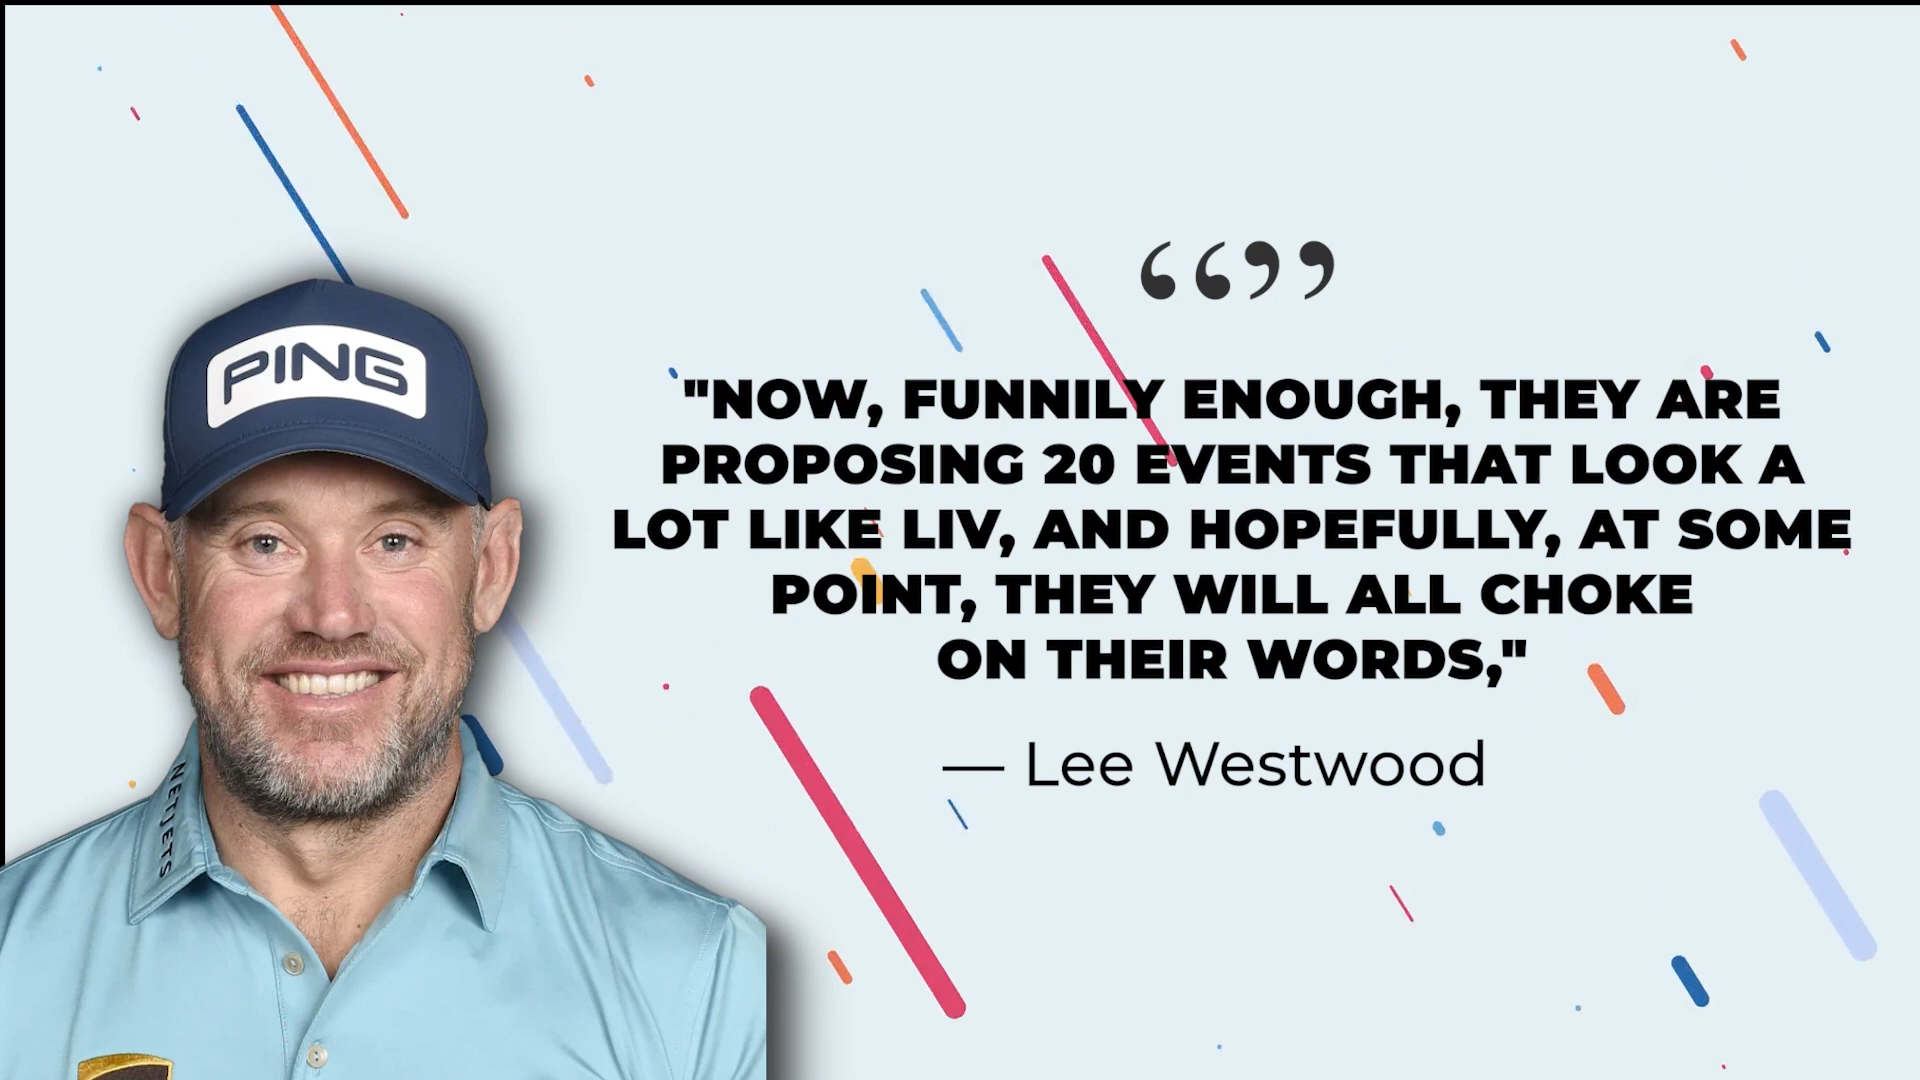 PING
NETJETS
““””
"NOW, FUNNILY ENOUGH, THEY ARE
PROPOSING 20 EVENTS THAT LOOK A
LOT LIKE LIV, AND HOPEFULLY, AT SOME
POINT, THEY WILL ALL CHOKE
ON THEIR WORDS,"
— Lee Westwood